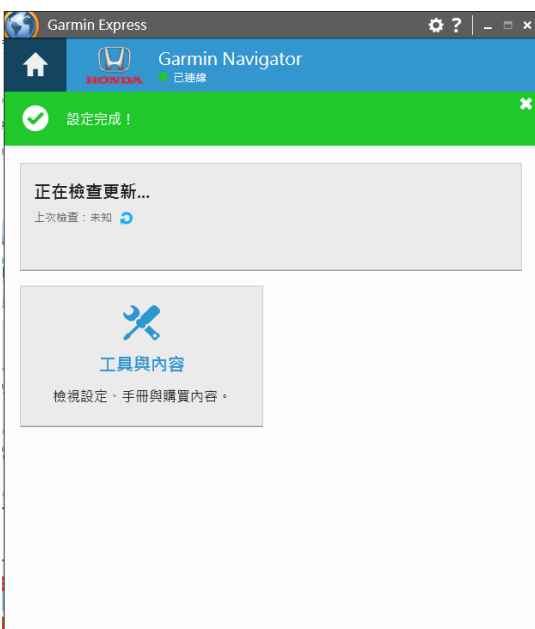 Garmin Express
?
HONDA
Garmin Navigator
已連線
設定完成！
正在檢查更新...
上次檢查：未知
工具與內容
檢視設定、手冊與購買內容。